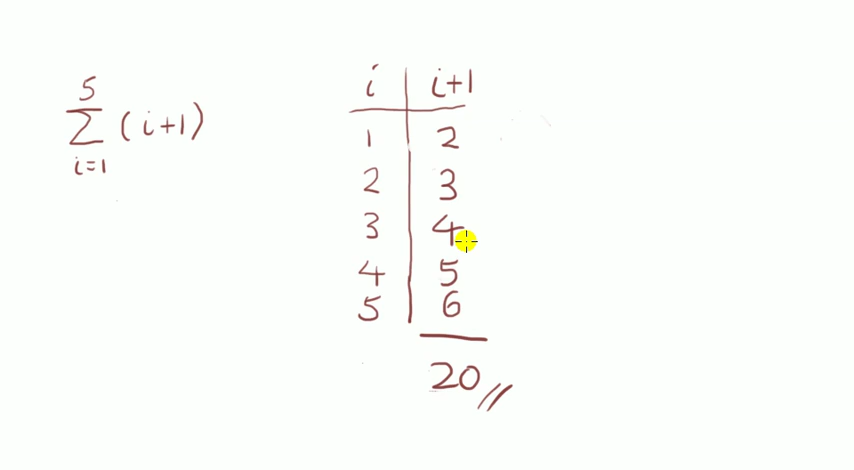 5
∑ (i+1)
i=1
i | i+1
1 | 2
2 | 3
3 | 4
4 | 5
5 | 6
20 //